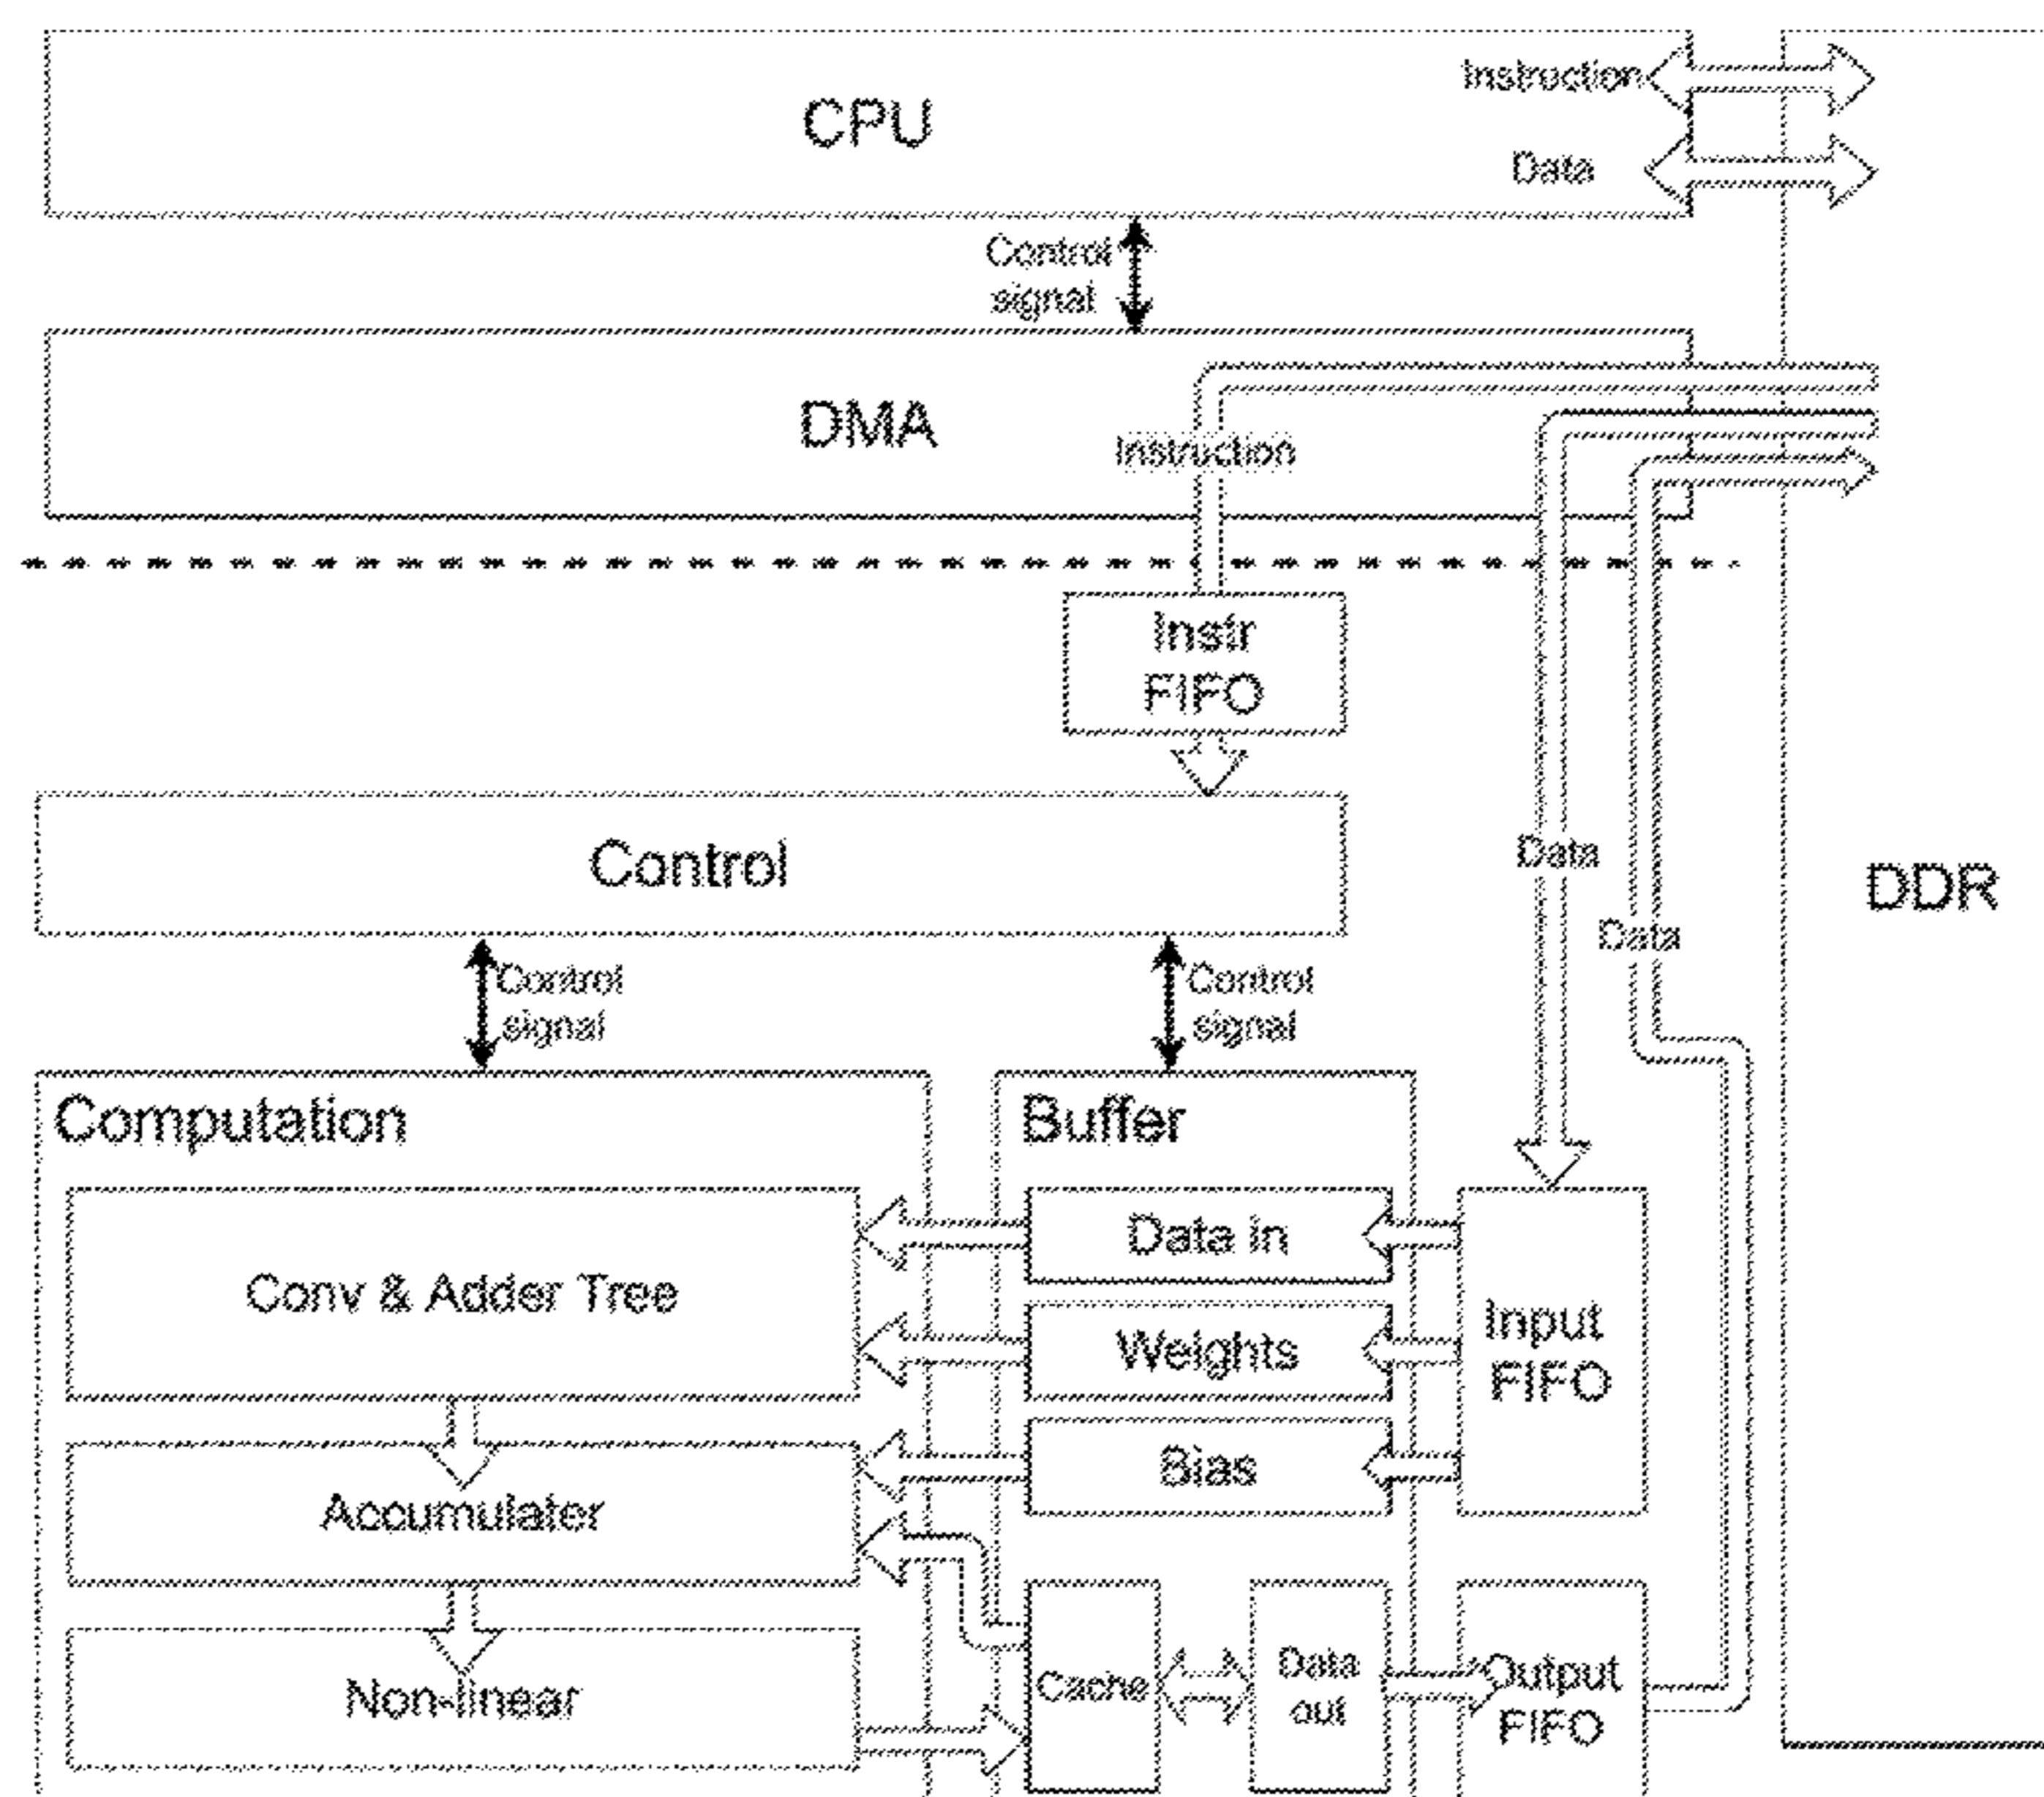 CPU
Instruction
Data
Control
signal
DMA
Instruction
Instr
FIFO
Control
Data
DDR
Data
Control
signal
Control
signal
Computation
Buffer
Conv & Adder Tree
Data in
Weights
Input
FIFO
Bias
Accumulater
Non-linear
Cache
Data
out
Output
FIFO